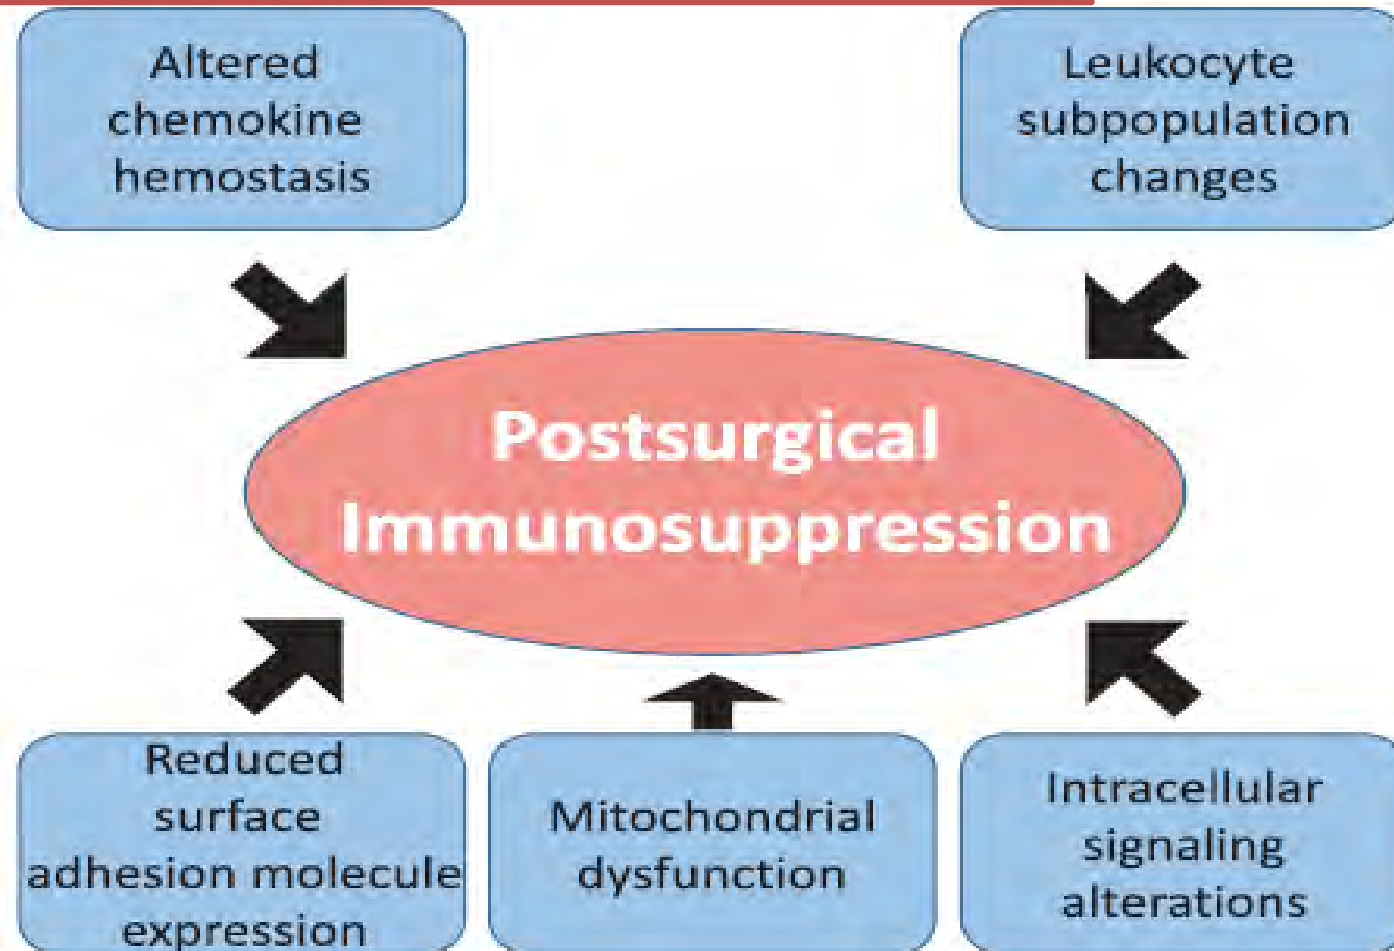 Altered
chemokine
hemostasis
Leukocyte
subpopulation
changes
Postsurgical
Immunosuppression
Reduced
surface
adhesion molecule
expression
Mitochondrial
dysfunction
Intracellular
signaling
alterations